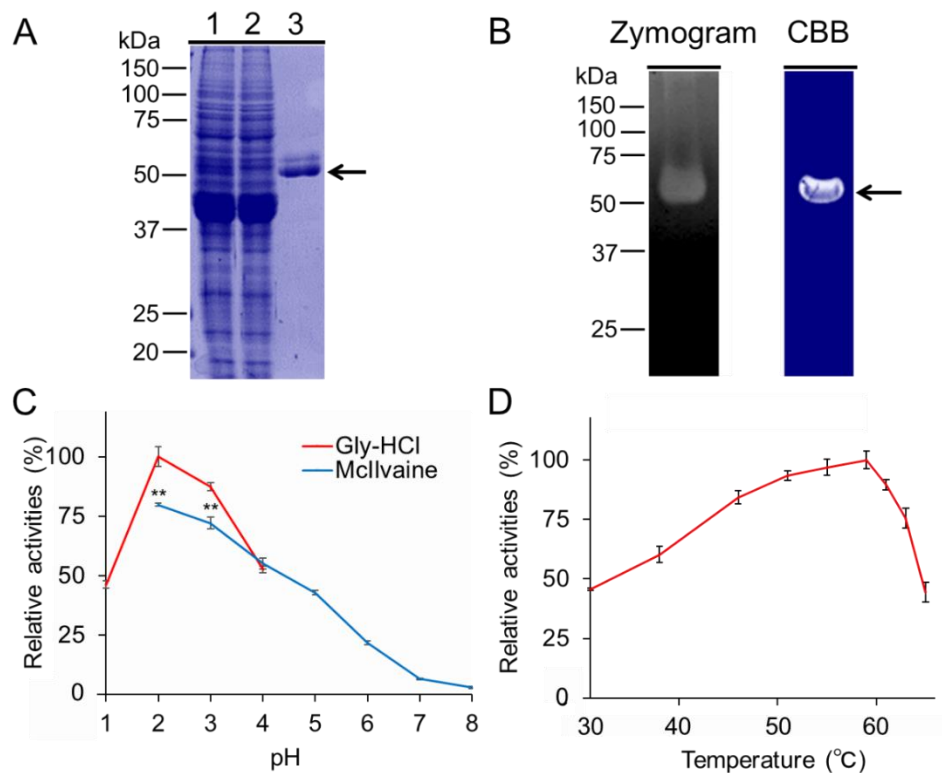 A
kDa
1 2 3
150
100
75
50
37
25
20
B
Zymogram CBB
kDa
150
100
75
50
37
25
C
Relative activities (%)
100
75
50
25
0
Gly-HCl
McIlvaine
**
**
1 2 3 4 5 6 7 8
pH
D
Relative activities (%)
100
75
50
25
0
30 40 50 60
Temperature (°C)